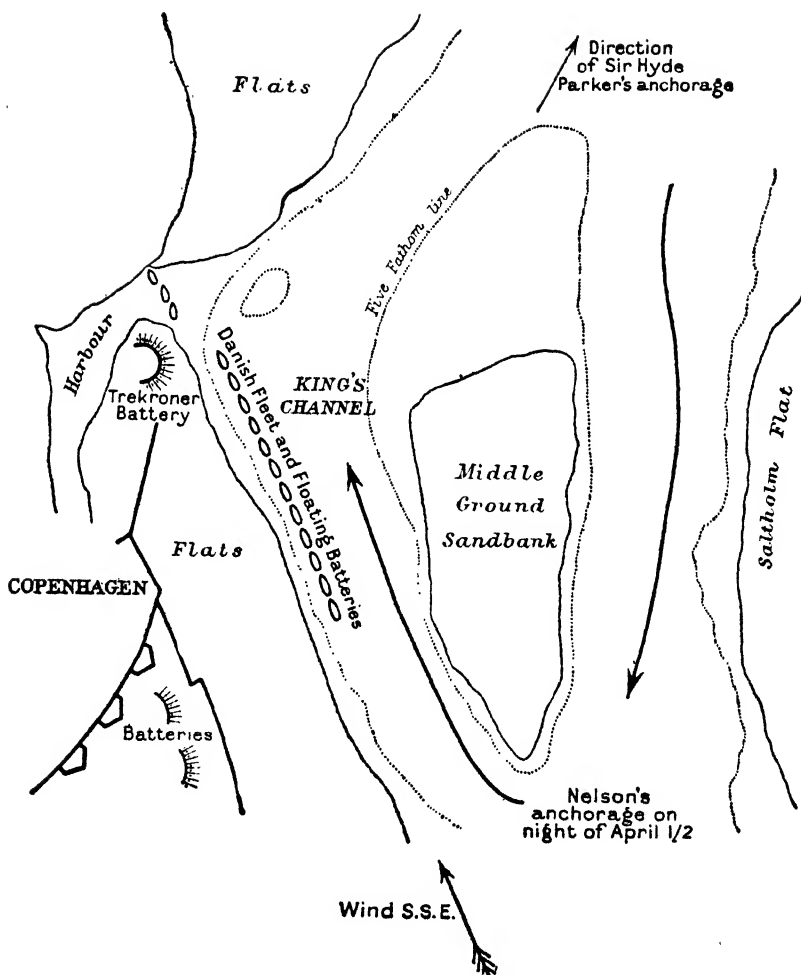 Direction
of Sir Hyde
Parker's anchorage
Flats
Five Fathom line
Harbour
Trekroner
Battery
Danish Fleet and Floating Batteries
KING'S
CHANNEL
Middle
Ground
Sandbank
Saltholm Flat
Flats
COPENHAGEN
Batteries
Nelson's
anchorage on
night of April 1/2
Wind S.S.E.